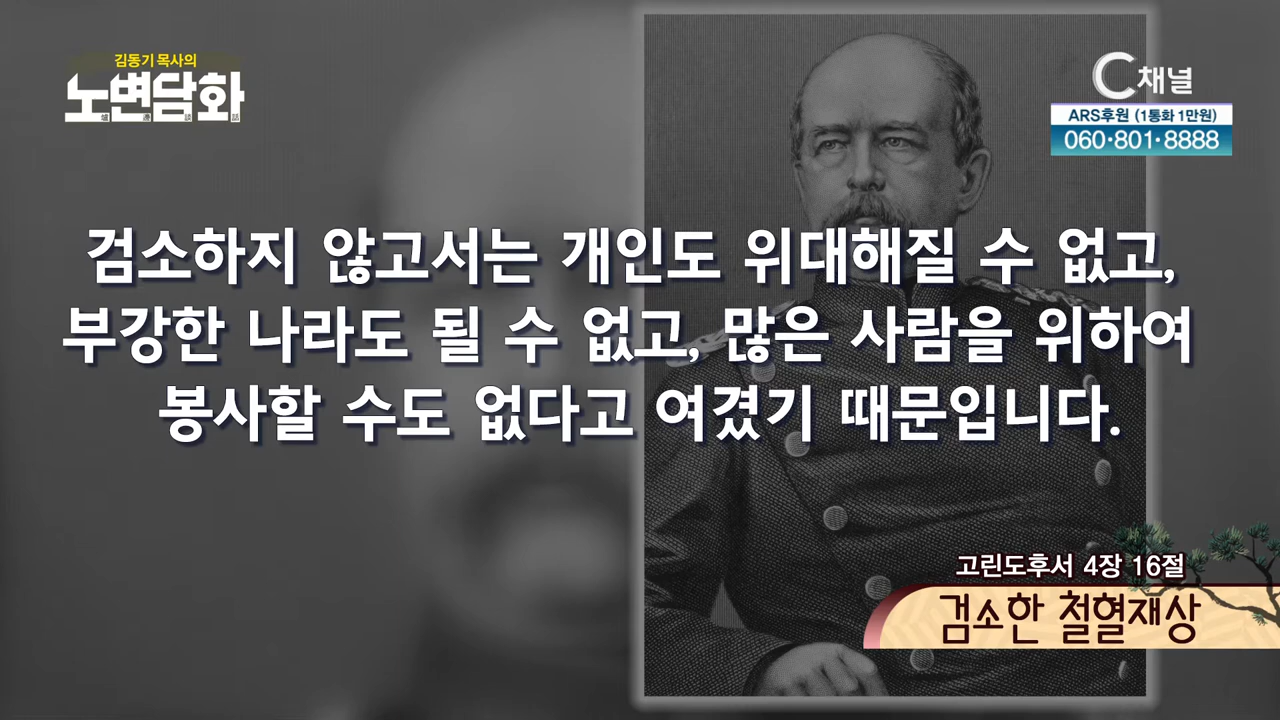 김동기 목사의
노변담화
C채널
ARS후원 (1통화 1만원)
060·801·8888
검소하지 않고서는 개인도 위대해질 수 없고,
부강한 나라도 될 수 없고, 많은 사람을 위하여
봉사할 수도 없다고 여겼기 때문입니다.
고린도후서 4장 16절
검소한 철혈재상